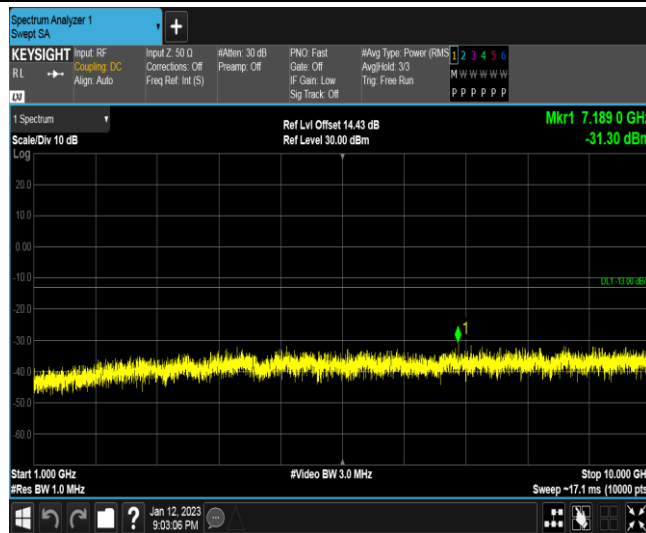 Spectrum Analyzer 1
Swept SA
+
KEYSIGHT
RL
LXI
Input: RF
Coupling: DC
Align: Auto
Input Z: 50 Ω
Corrections: Off
Freq Ref: Int (S)
#Atten: 30 dB
Preamp: Off
PNO: Fast
Gate: Off
IF Gain: Low
Sig Track: Off
#Avg Type: Power (RMS
Avg|Hold: 3/3
Trig: Free Run
1 2 3 4 5 6
M W W W W W
P P P P P P
1 Spectrum
Scale/Div 10 dB
Ref Lvl Offset 14.43 dB
Ref Level 30.00 dBm
Mkr1 7.189 0 GHz
-31.30 dBm
Log
20.0
10.0
0.00
-10.0
DL1 -13.00 dBm
-20.0
-30.0
1
-40.0
-50.0
-60.0
Start 1.000 GHz
#Res BW 1.0 MHz
#Video BW 3.0 MHz
Stop 10.000 GHz
Sweep ~17.1 ms (10000 pts)
?
Jan 12, 2023
9:03:06 PM